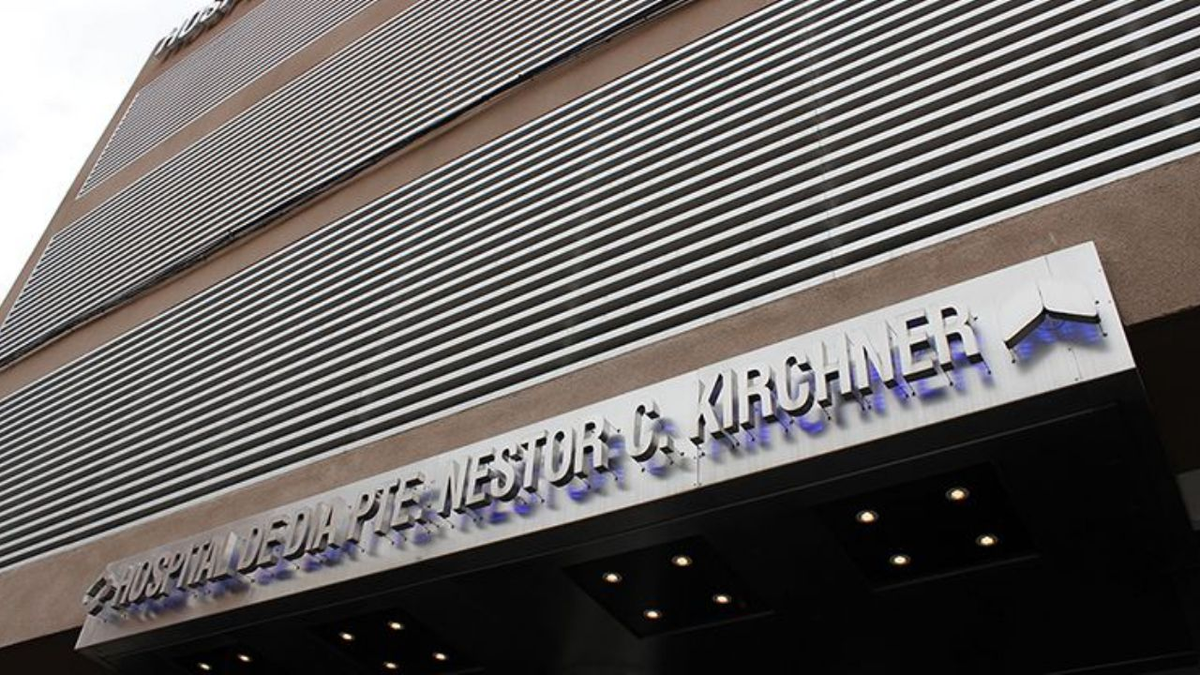 HOSPITAL DE DIA PTE. NESTOR C. KIRCHNER